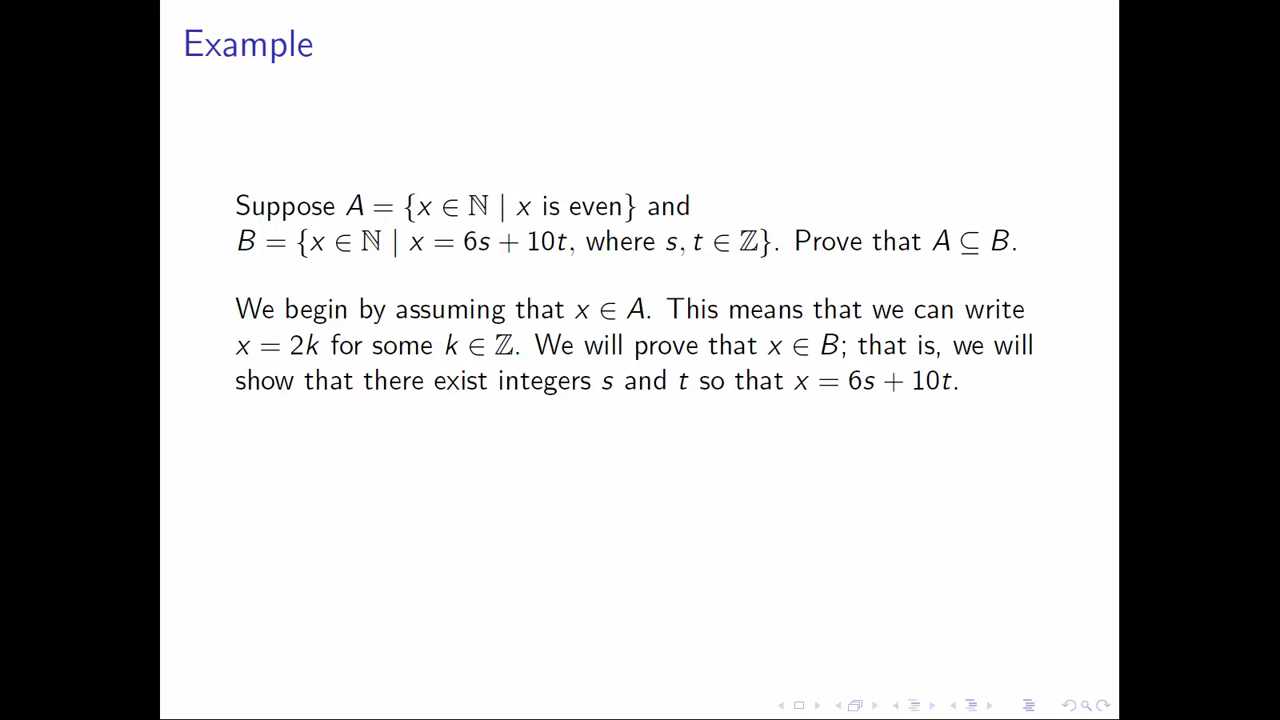 Example
Suppose A = {x ∈ ℕ | x is even} and
B = {x ∈ ℕ | x = 6s + 10t, where s, t ∈ ℤ}. Prove that A ⊆ B.
We begin by assuming that x ∈ A. This means that we can write
x = 2k for some k ∈ ℤ. We will prove that x ∈ B; that is, we will
show that there exist integers s and t so that x = 6s + 10t.